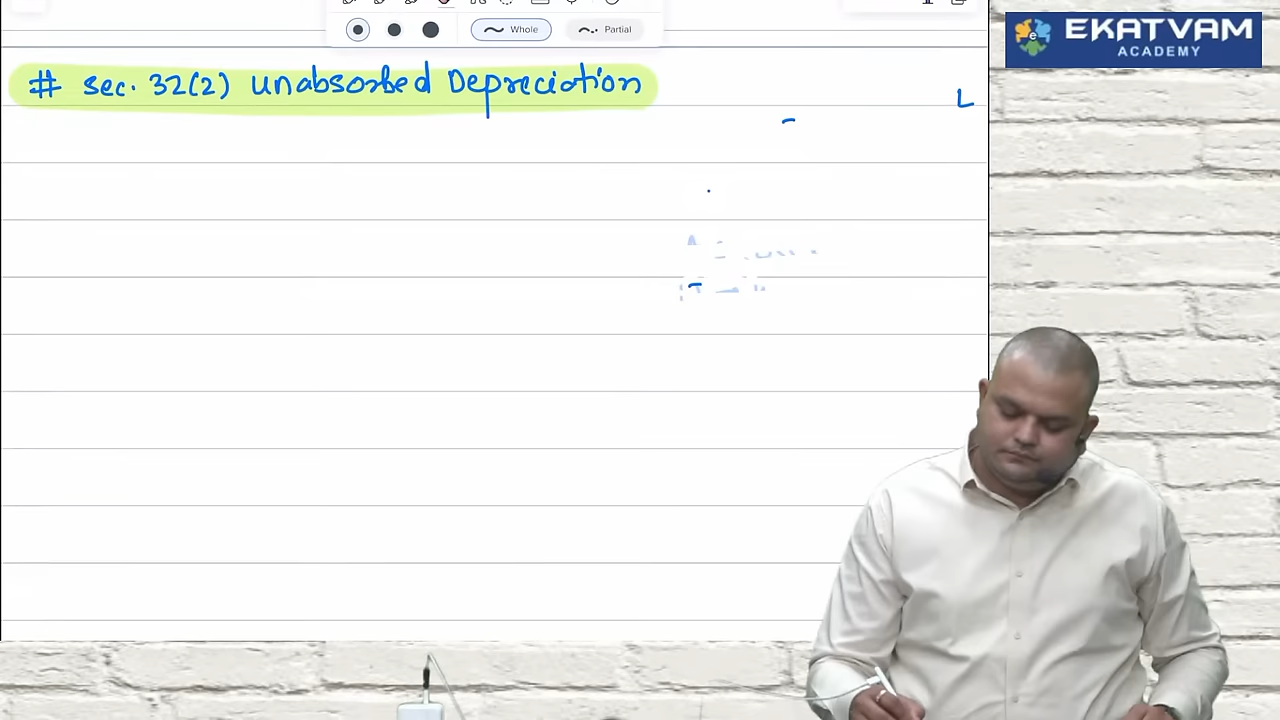 Whole Partial
EKATVAM
ACADEMY
# Sec. 32(2) unabsorbed Depreciation
L